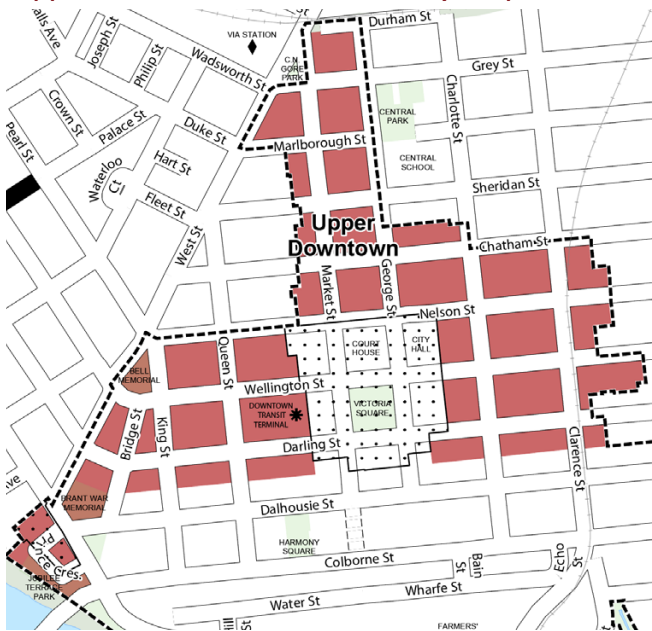 Durham St
VIA STATION
Joseph St
Philip St
Wadsworth St
C.N
GORE
PARK
Grey St
Crown St
Charlotte St
CENTRAL
PARK
Palace St
Duke St
Pearl St
Marlborough St
CENTRAL
SCHOOL
Hart St
Waterloo
Ct
Sheridan St
Fleet St
Upper
Downtown
West St
Chatham St
Market St
George St
Nelson St
Queen St
COURT
HOUSE
CITY
HALL
BELL
MEMORIAL
Wellington St
VICTORIA
SQUARE
DOWNTOWN
TRANSIT
TERMINAL
Bridge St
King St
Darling St
Clarence St
BRANT WAR
MEMORIAL
Dalhousie St
HARMONY
SQUARE
Colborne St
Bain
St
Echo
St
Cres.
JUBILEE
TERRACE
PARK
Wharfe St
Water St
FARMERS'